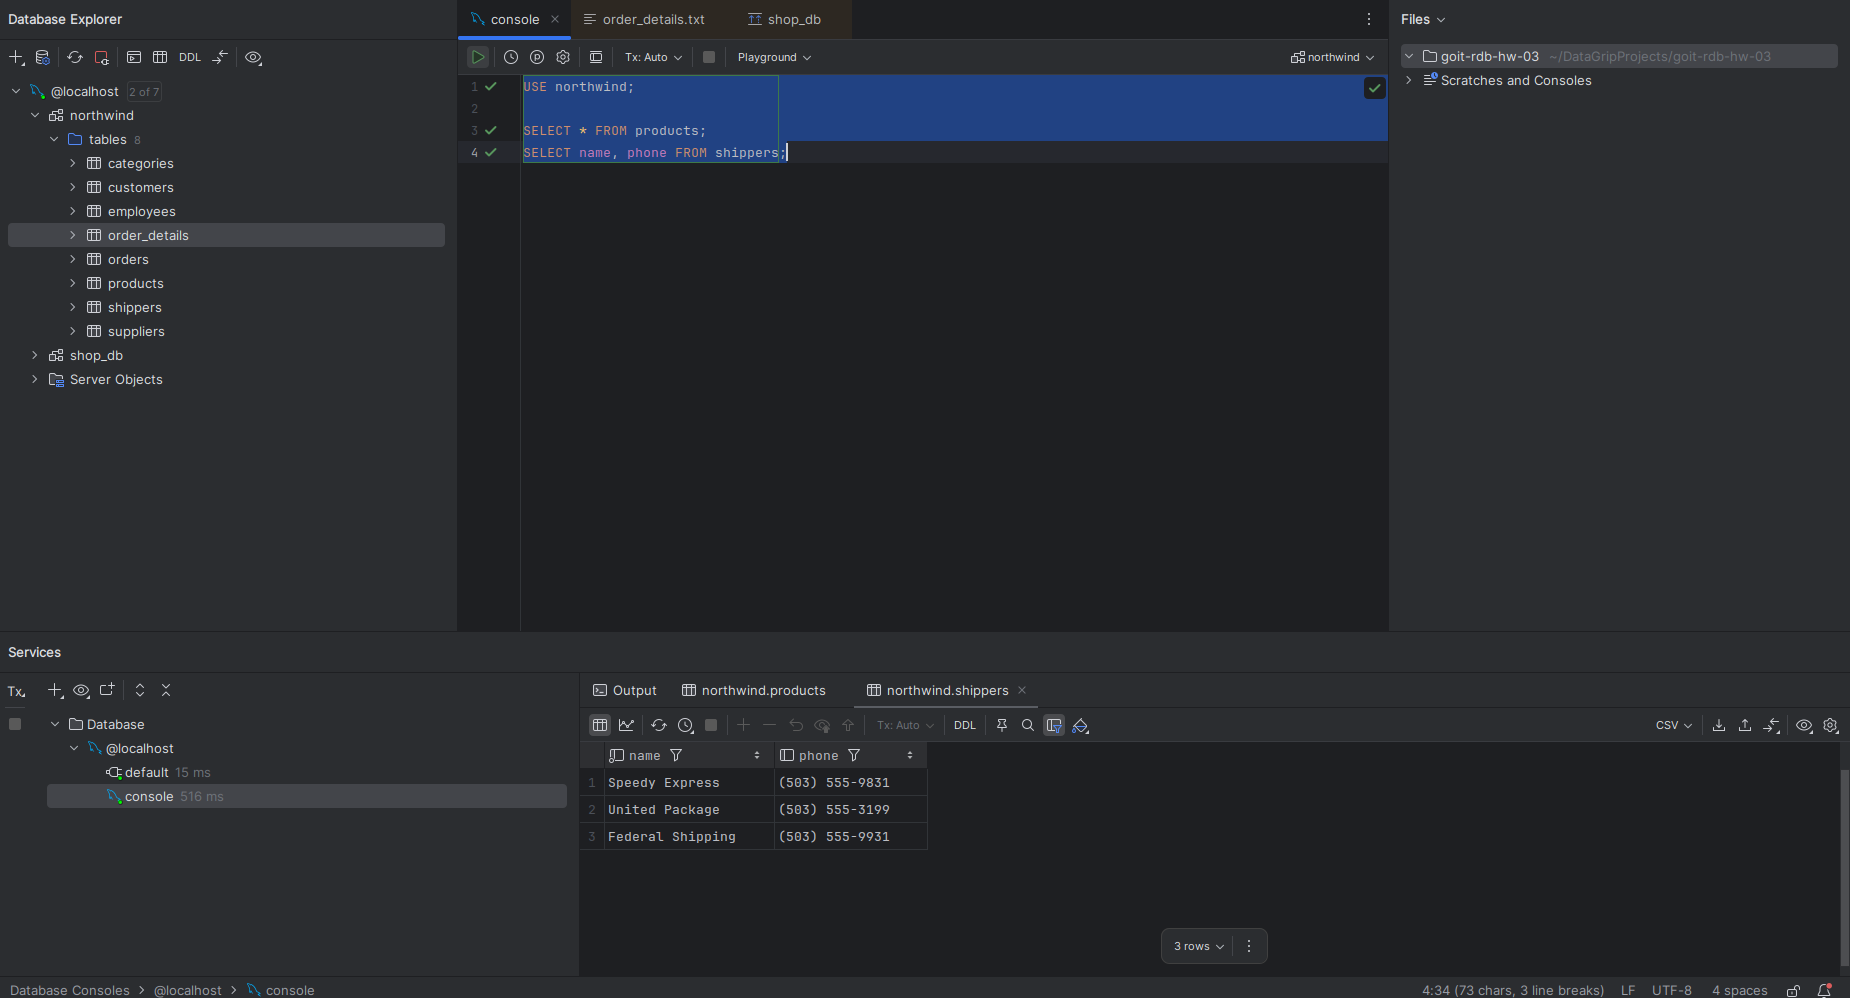 Database Explorer
console
order_details.txt
shop_db
Files
DDL
Tx: Auto
Playground
northwind
goit-rdb-hw-03 ~/DataGripProjects/goit-rdb-hw-03
Scratches and Consoles
@localhost 2 of 7
northwind
tables 8
categories
customers
employees
order_details
orders
products
shippers
suppliers
shop_db
Server Objects
1 USE northwind;
2
3 SELECT * FROM products;
4 SELECT name, phone FROM shippers;
Services
Tx
Database
@localhost
default 15 ms
console 516 ms
Output
northwind.products
northwind.shippers
Tx: Auto
DDL
CSV
name phone
1 Speedy Express (503) 555-9831
2 United Package (503) 555-3199
3 Federal Shipping (503) 555-9931
3 rows
Database Consoles > @localhost > console
4:34 (73 chars, 3 line breaks) LF UTF-8 4 spaces